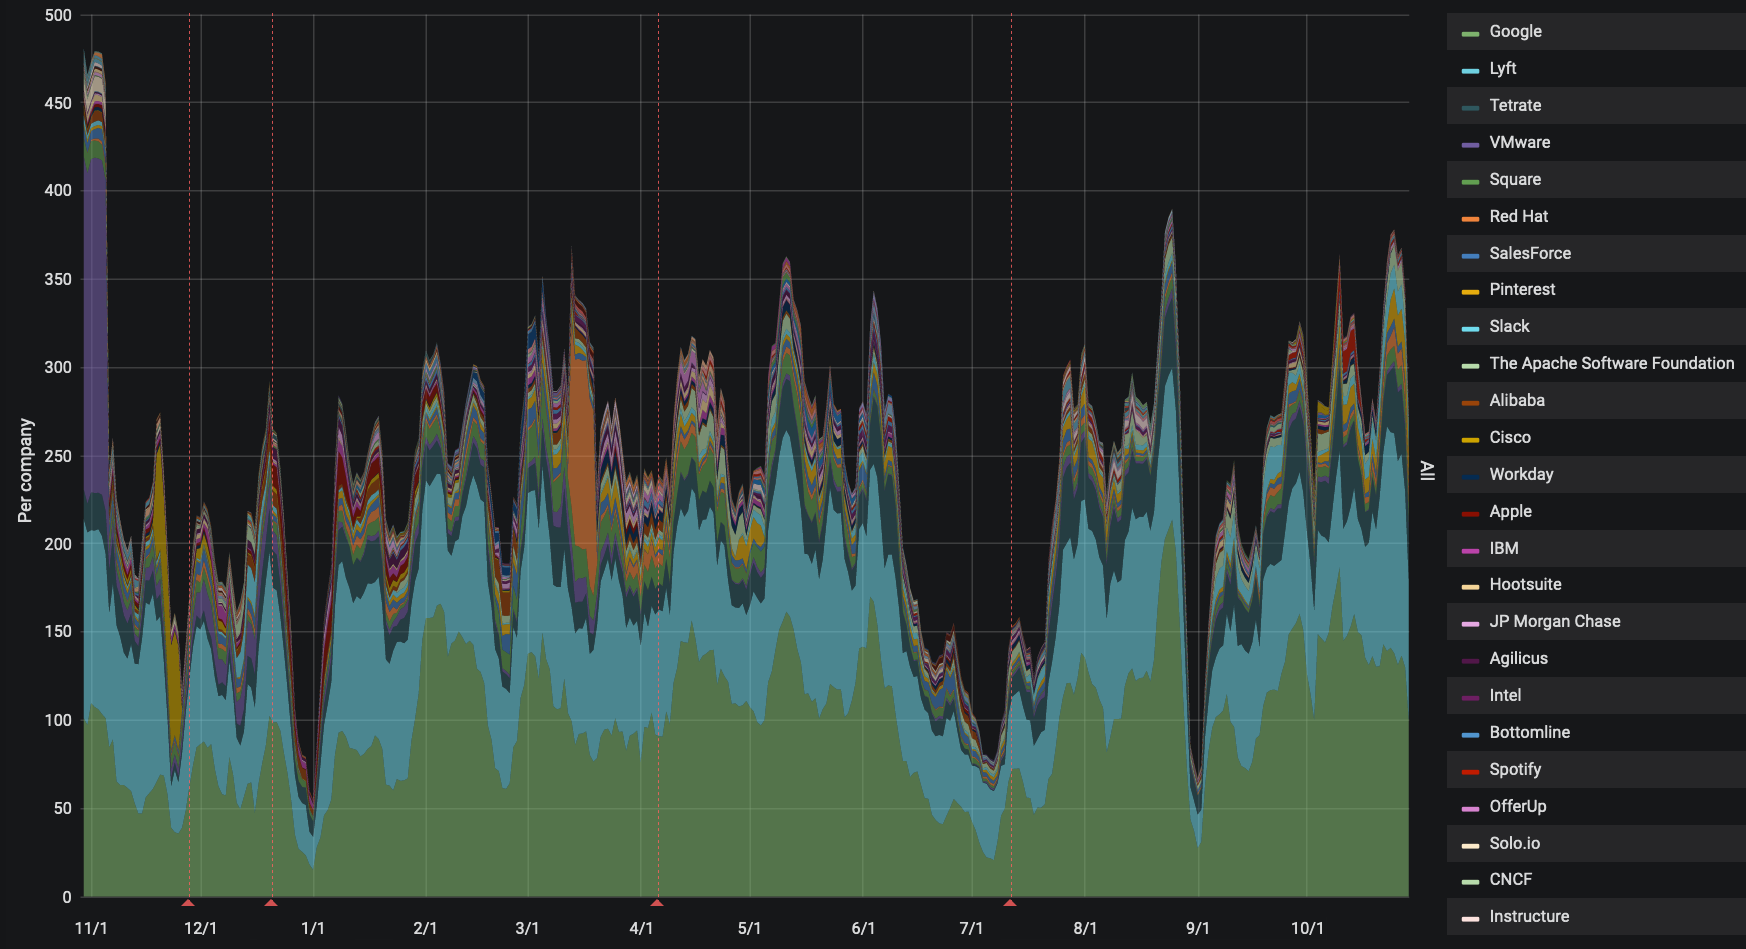 500
450
400
350
300
250
200
150
100
50
0
Per company
11/1
12/1
1/1
2/1
3/1
4/1
5/1
6/1
7/1
8/1
9/1
10/1
All
Google
Lyft
Tetrate
VMware
Square
Red Hat
SalesForce
Pinterest
Slack
The Apache Software Foundation
Alibaba
Cisco
Workday
Apple
IBM
Hootsuite
JP Morgan Chase
Agilicus
Intel
Bottomline
Spotify
OfferUp
Solo.io
CNCF
Instructure